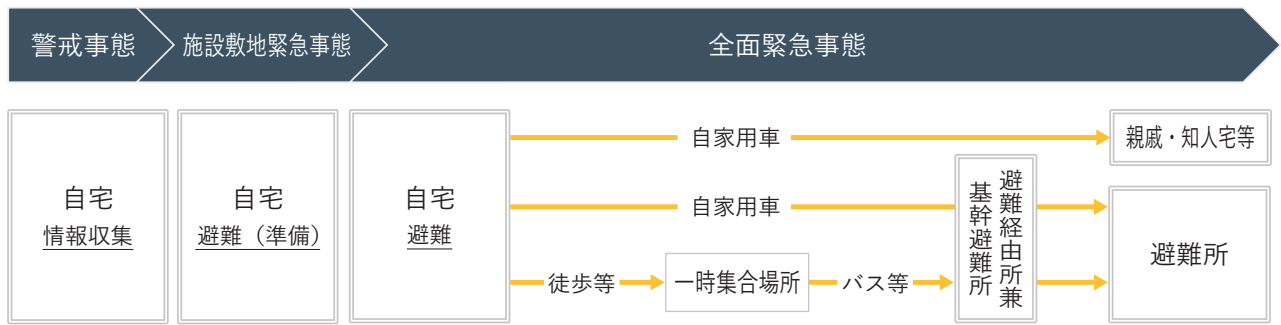 警戒事態
施設敷地緊急事態
全面緊急事態
自宅
情報収集
自宅
避難（準備）
自宅
避難
自家用車
親戚・知人宅等
自家用車
徒歩等
一時集合場所
バス等
避難経由所兼
基幹避難所
避難所